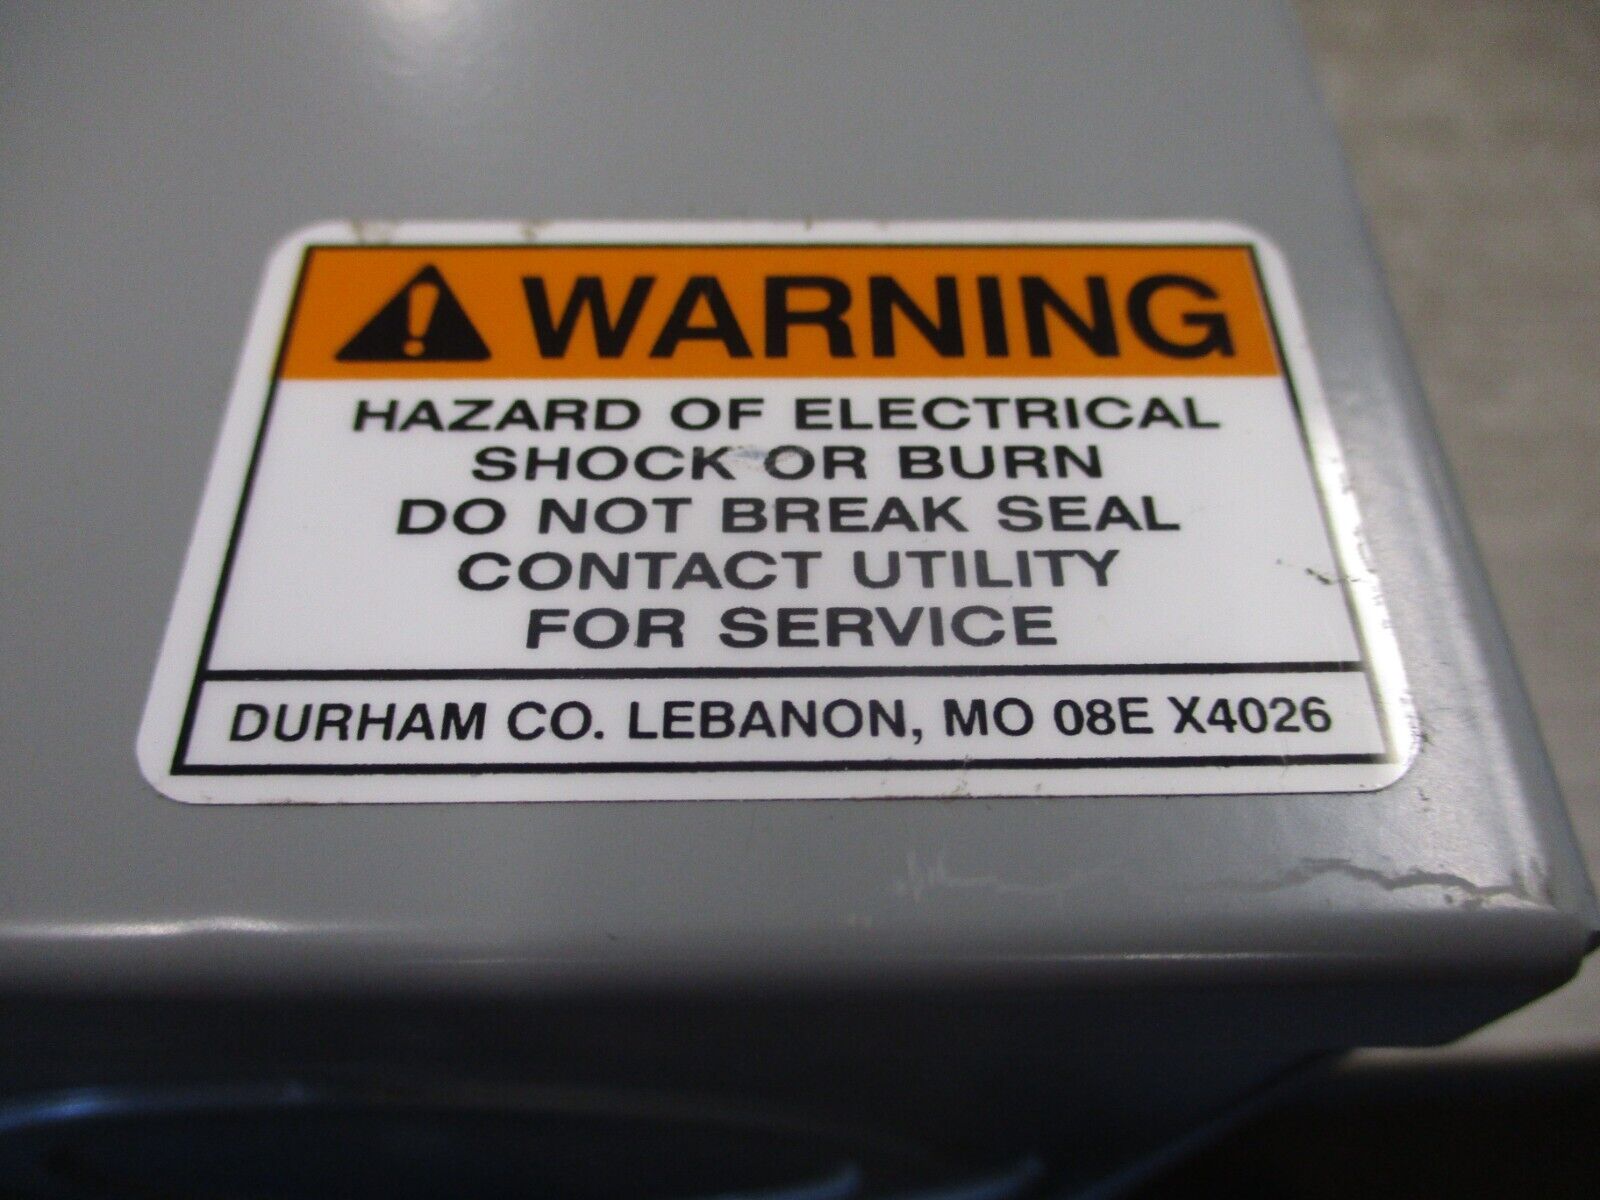 WARNING
HAZARD OF ELECTRICAL
SHOCK OR BURN
DO NOT BREAK SEAL
CONTACT UTILITY
FOR SERVICE
DURHAM CO. LEBANON, MO 08E X4026